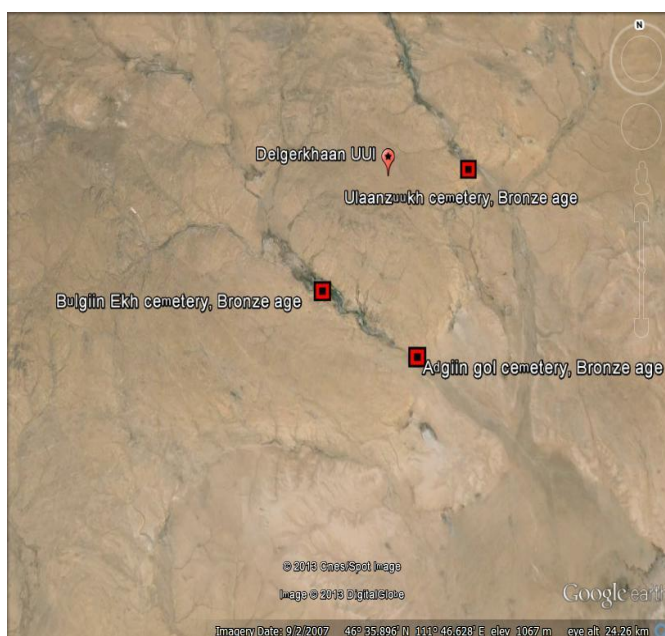 N
Delgerkhaan UUl
Ulaanzuukh cemetery, Bronze age
Bulgiin Ekh cemetery, Bronze age
Adgiin gol cemetery, Bronze age
© 2013 Cnes/Spot Image
Image © 2013 DigitalGlobe
Google earth
Imagery Date: 9/2/2007 46° 35.896' N 111° 46.628' E elev 1067 m eye alt 24.26 km